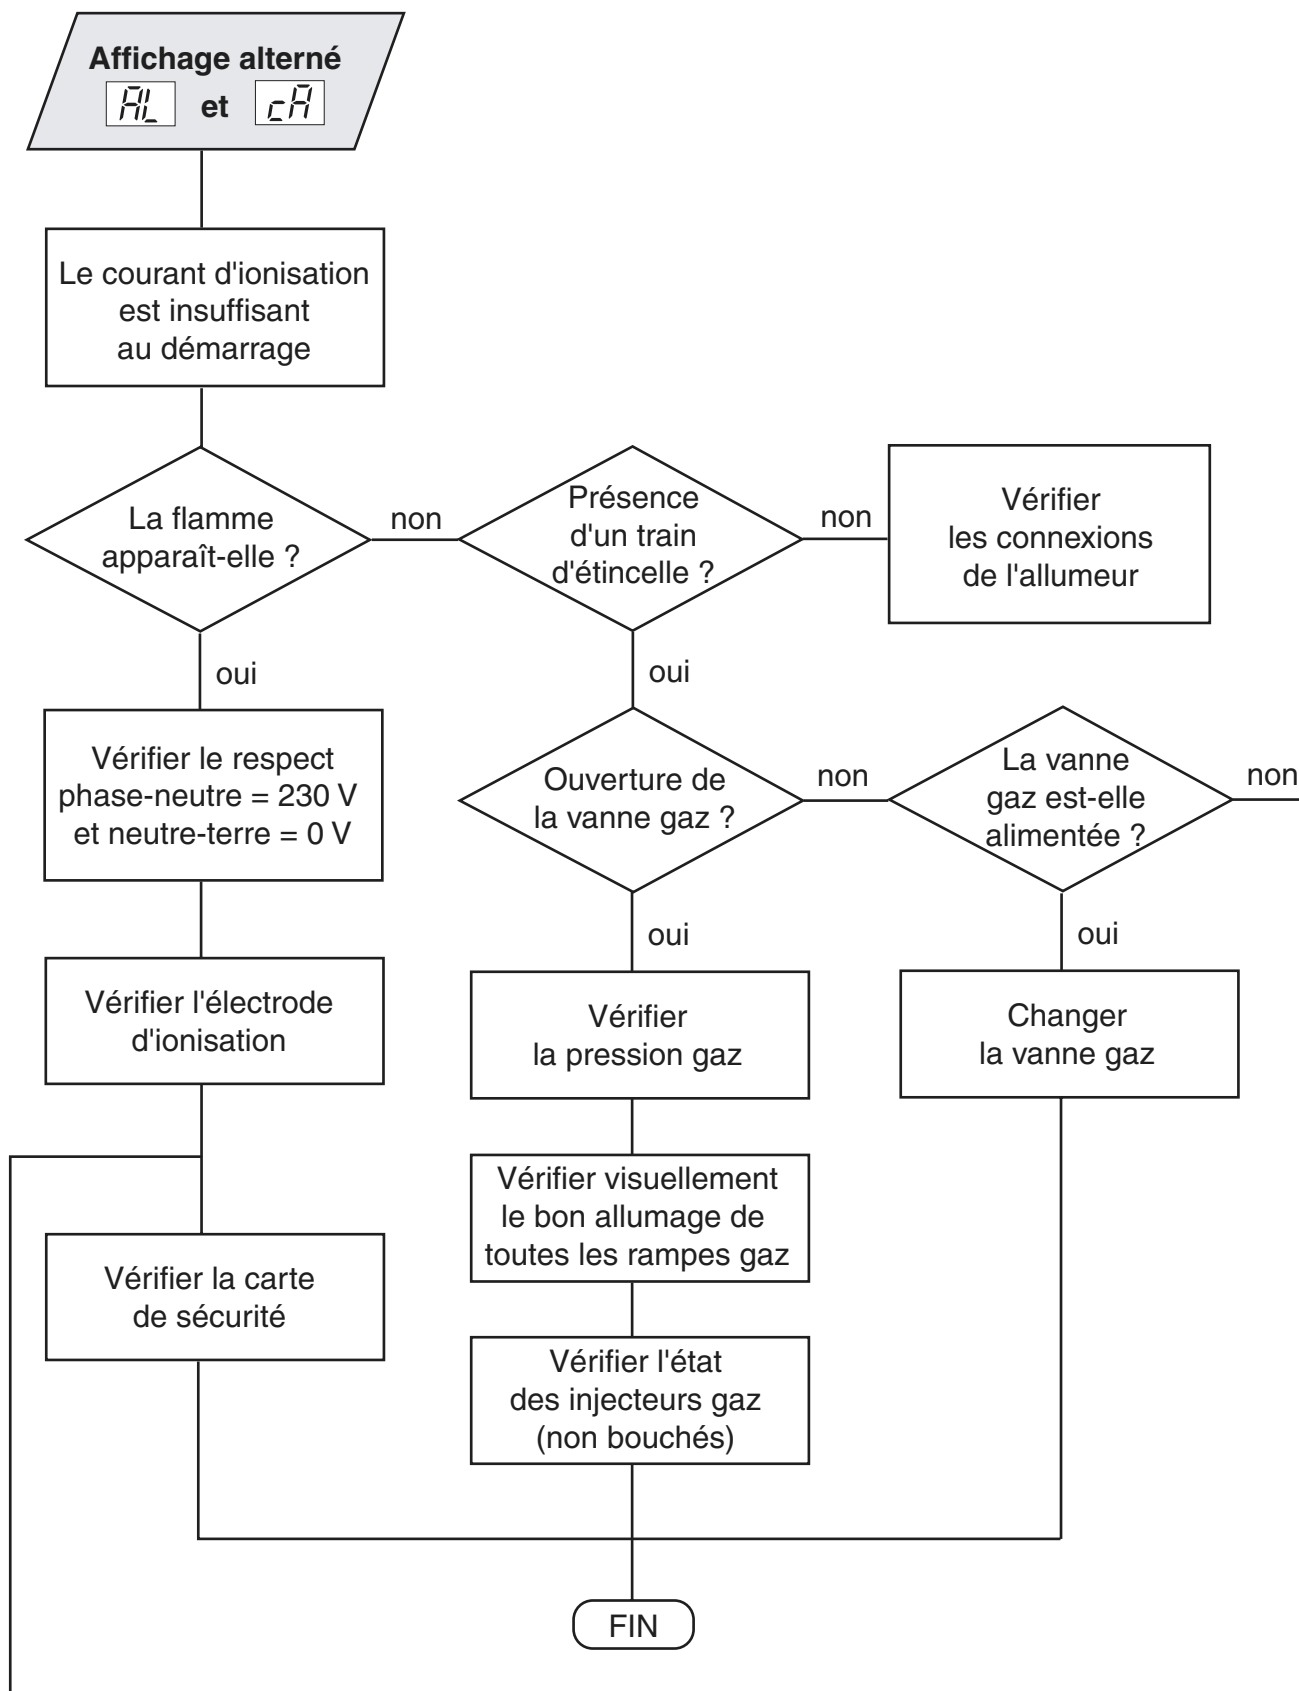 Affichage alterné
AL et cA
Le courant d'ionisation
est insuffisant
au démarrage
La flamme
apparaît-elle ?
non
Présence
d'un train
d'étincelle ?
non
Vérifier
les connexions
de l'allumeur
oui
oui
Vérifier le respect
phase-neutre = 230 V
et neutre-terre = 0 V
Ouverture de
la vanne gaz ?
non
La vanne
gaz est-elle
alimentée ?
non
oui
oui
Vérifier l'électrode
d'ionisation
Vérifier
la pression gaz
Changer
la vanne gaz
Vérifier visuellement
le bon allumage de
toutes les rampes gaz
Vérifier la carte
de sécurité
Vérifier l'état
des injecteurs gaz
(non bouchés)
FIN